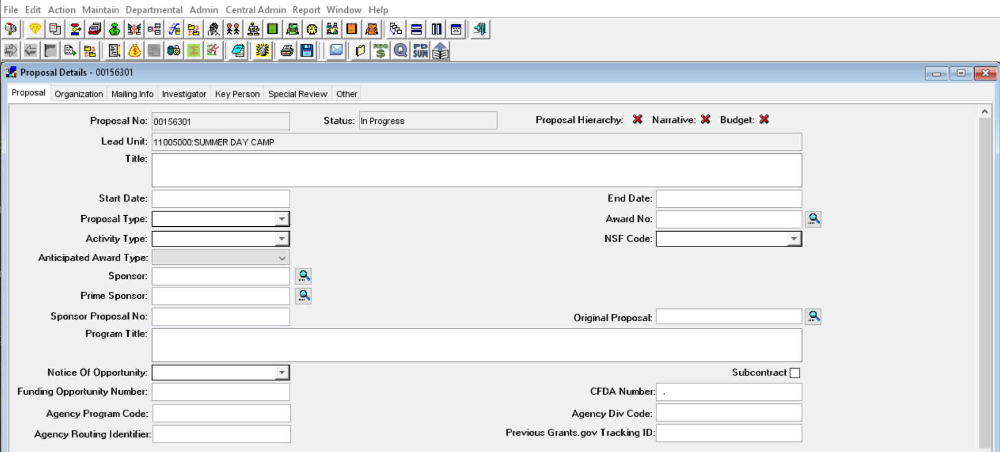 File Edit Action Maintain Departmental Admin Central Admin Report Window Help
REQ PD
$ Q SUM
Proposal Details - 00156301
Proposal Organization Mailing Info Investigator Key Person Special Review Other
Proposal No: 00156301 Status: In Progress Proposal Hierarchy: Narrative: Budget:
Lead Unit: 11005000:SUMMER DAY CAMP
Title:
Start Date: End Date:
Proposal Type: Award No:
Activity Type: NSF Code:
Anticipated Award Type:
Sponsor:
Prime Sponsor:
Sponsor Proposal No: Original Proposal:
Program Title:
Notice Of Opportunity: Subcontract
Funding Opportunity Number: CFDA Number: .
Agency Program Code: Agency Div Code:
Agency Routing Identifier: Previous Grants.gov Tracking ID: